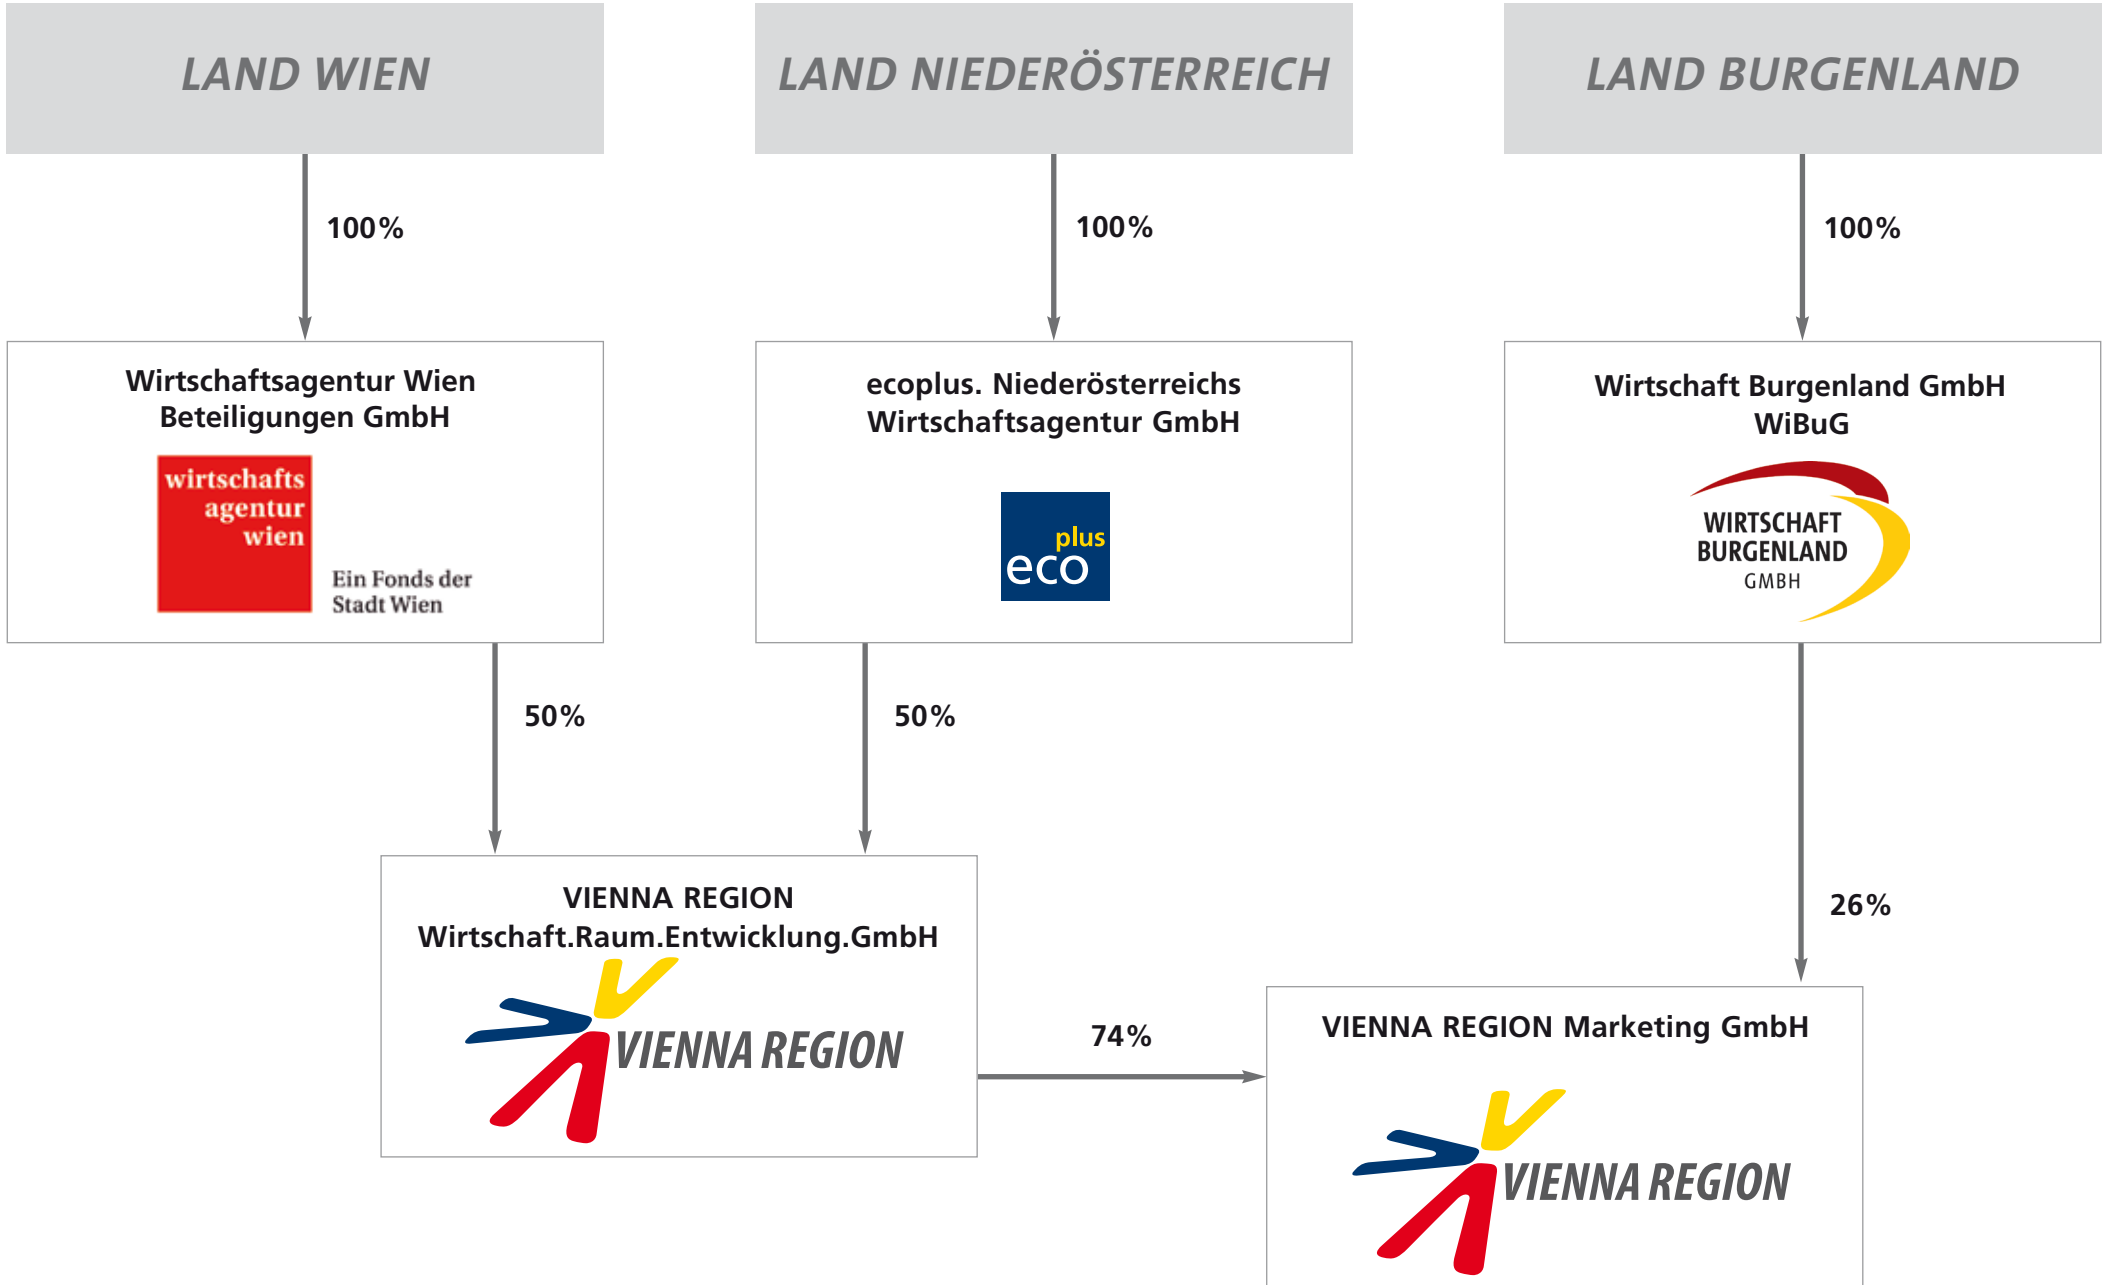 LAND WIEN
LAND NIEDERÖSTERREICH
LAND BURGENLAND
100%
100%
100%
Wirtschaftsagentur Wien
Beteiligungen GmbH
wirtschafts
agentur
wien
Ein Fonds der
Stadt Wien
ecoplus. Niederösterreichs
Wirtschaftsagentur GmbH
plus
eco
Wirtschaft Burgenland GmbH
WiBuG
WIRTSCHAFT
BURGENLAND
GMBH
50%
50%
26%
VIENNA REGION
Wirtschaft.Raum.Entwicklung.GmbH
VIENNA REGION
74%
VIENNA REGION Marketing GmbH
VIENNA REGION